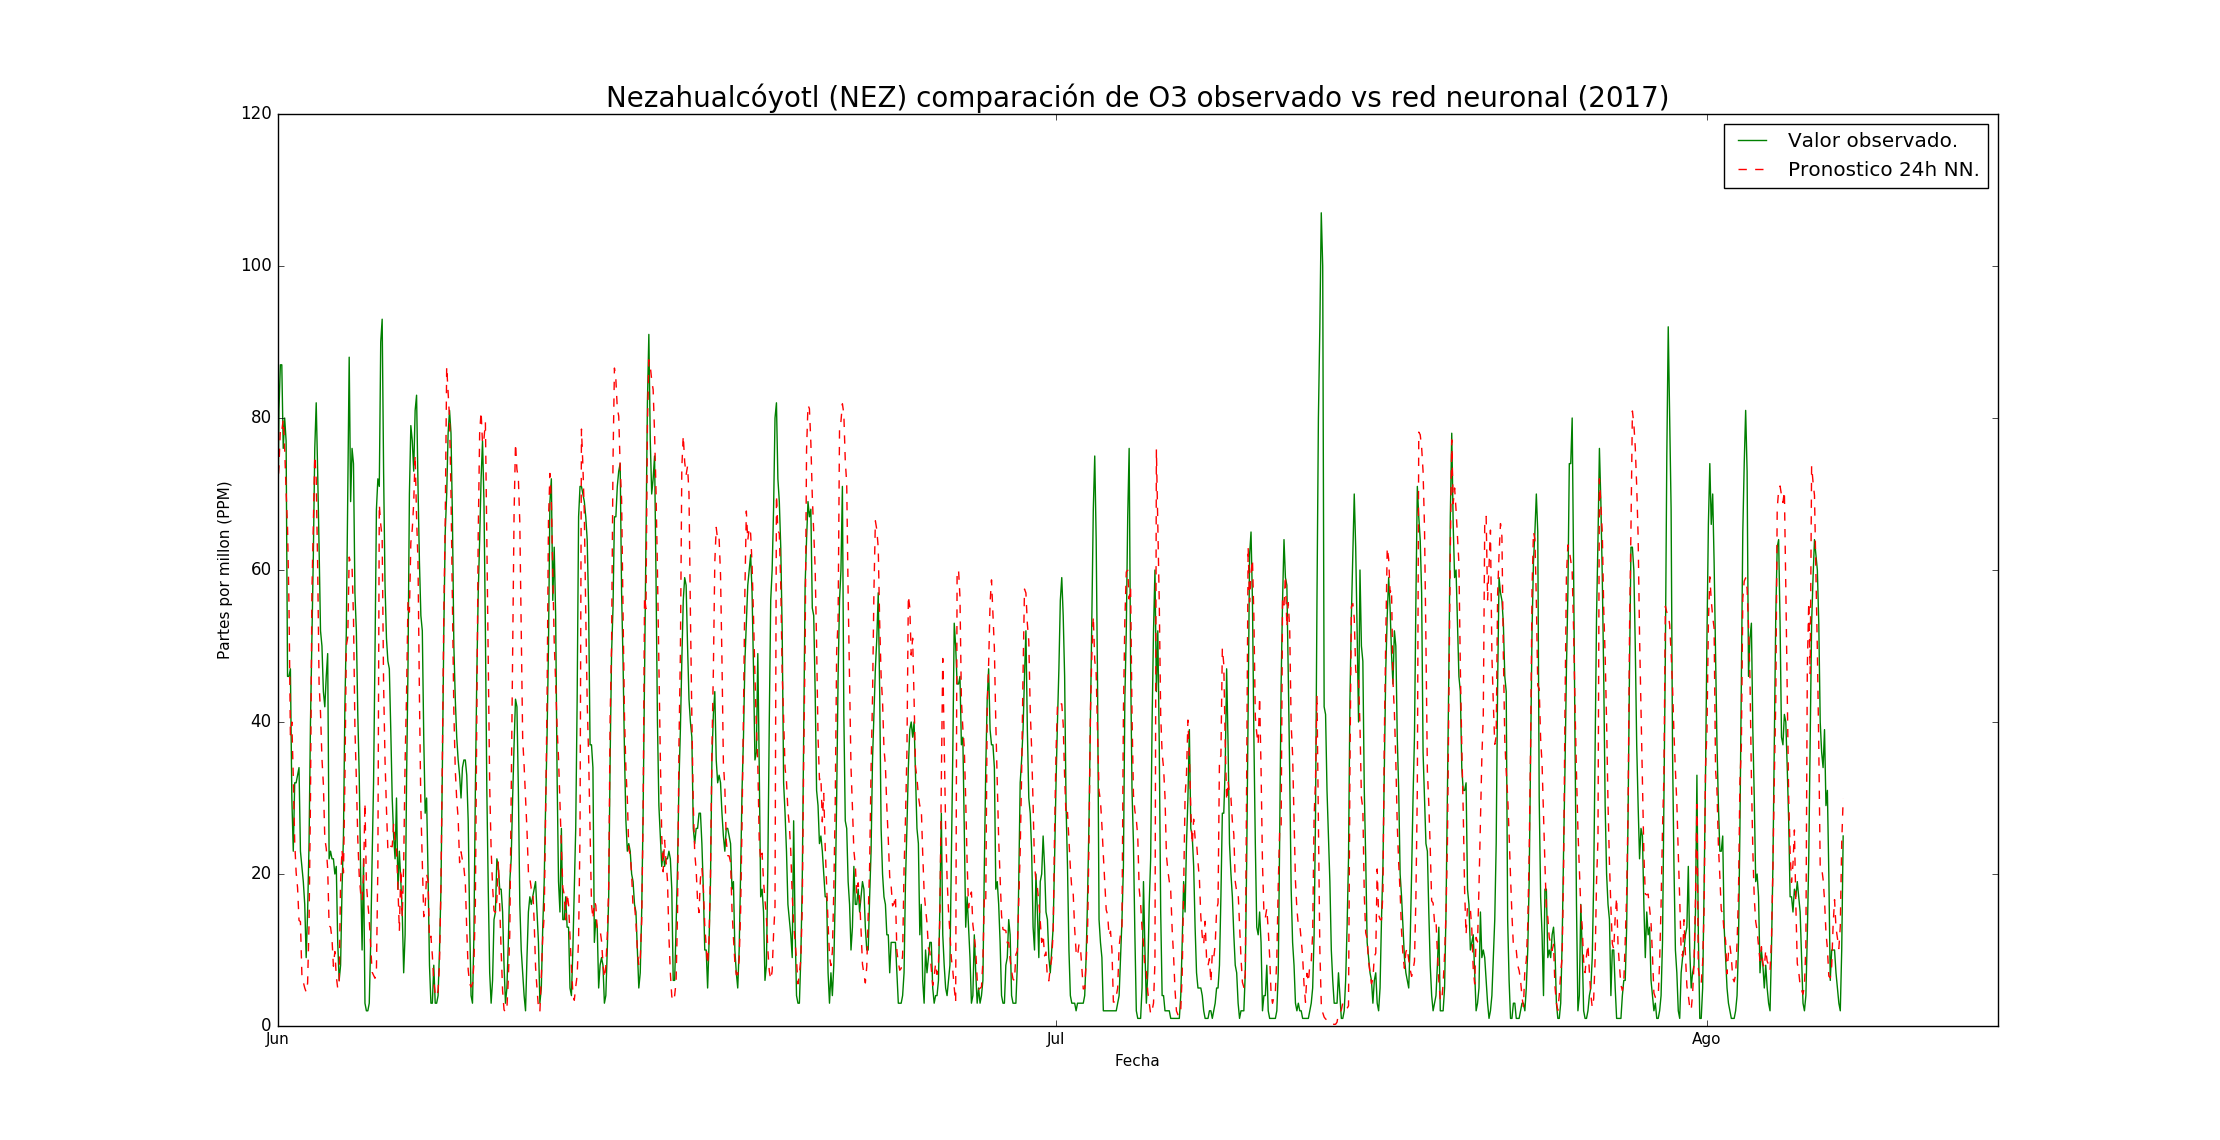 Nezahualcóyotl (NEZ) comparación de O3 observado vs red neuronal (2017)
120
100
80
60
40
20
0
Partes por millon (PPM)
Valor observado.
Pronostico 24h NN.
Jun
Jul
Ago
Fecha